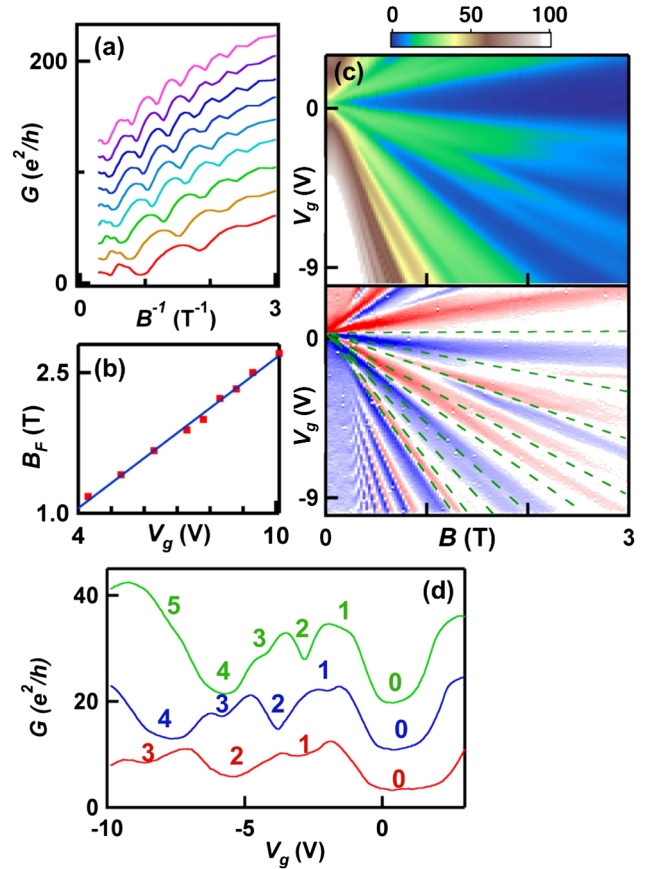 0 50 100
(a)
200
0
G (e²/h)
0 3
B⁻¹ (T⁻¹)
(b)
2.5
1.0
B_F (T)
4 10
V_g (V)
(c)
0
-9
V_g (V)
0
-9
V_g (V)
0 3
B (T)
(d)
40
20
0
G (e²/h)
5 4 3 2 1 0
4 3 2 1 0
3 2 1 0
-10 -5 0
V_g (V)